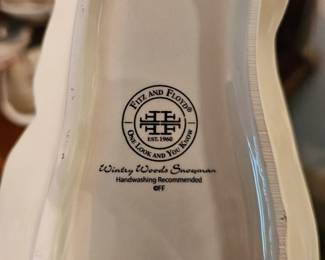 FITZ AND FLOYD®
EST. 1960
ONE LOOK AND YOU KNOW
Wintry Woods Snowman
Handwashing Recommended
©FF